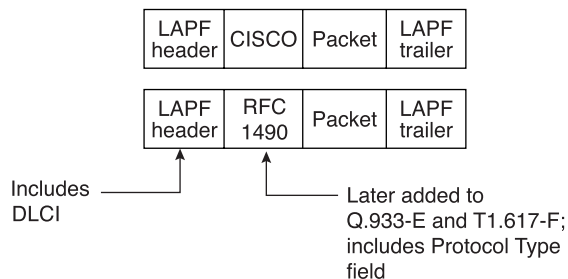 LAPF header CISCO Packet LAPF trailer
LAPF header RFC 1490 Packet LAPF trailer
Includes
DLCI
Later added to
Q.933-E and T1.617-F;
includes Protocol Type
field